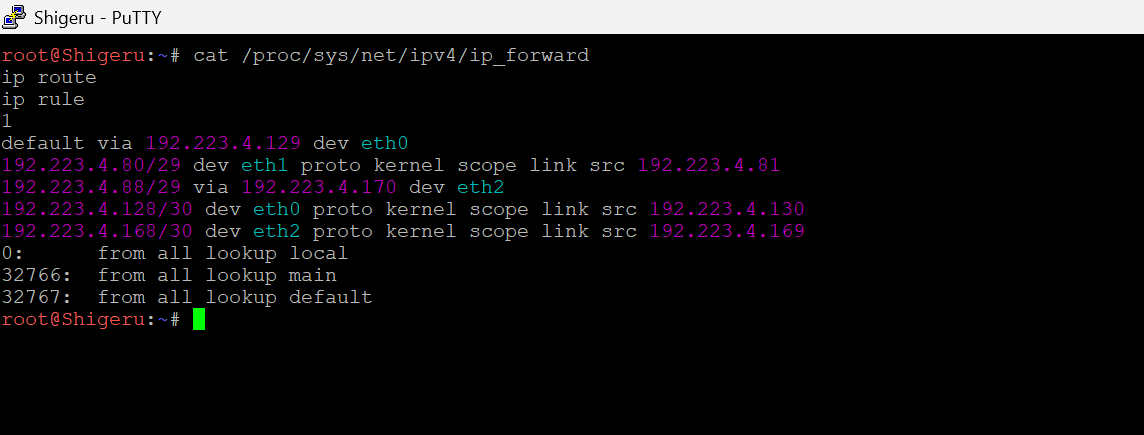 Shigeru - PuTTY
root@Shigeru:~# cat /proc/sys/net/ipv4/ip_forward
ip route
ip rule
1
default via 192.223.4.129 dev eth0
192.223.4.80/29 dev eth1 proto kernel scope link src 192.223.4.81
192.223.4.88/29 via 192.223.4.170 dev eth2
192.223.4.128/30 dev eth0 proto kernel scope link src 192.223.4.130
192.223.4.168/30 dev eth2 proto kernel scope link src 192.223.4.169
0:      from all lookup local
32766:  from all lookup main
32767:  from all lookup default
root@Shigeru:~#